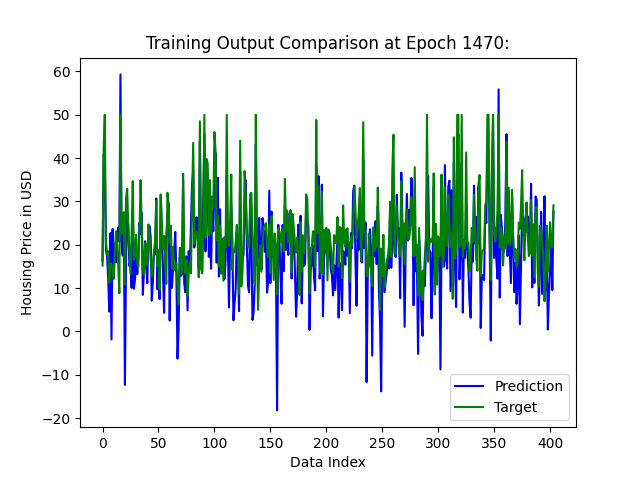 Training Output Comparison at Epoch 1470:
Housing Price in USD
60
50
40
30
20
10
0
−10
−20
Prediction
Target
0 50 100 150 200 250 300 350 400
Data Index